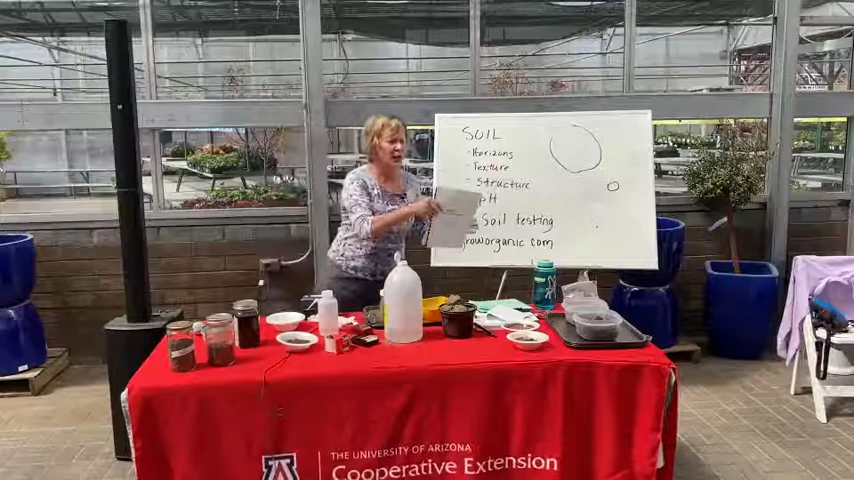 SOIL
- Horizons
- Texture
- Structure
- pH
- Soil testing
groworganic.com
A
THE UNIVERSITY OF ARIZONA
Cooperative Extension